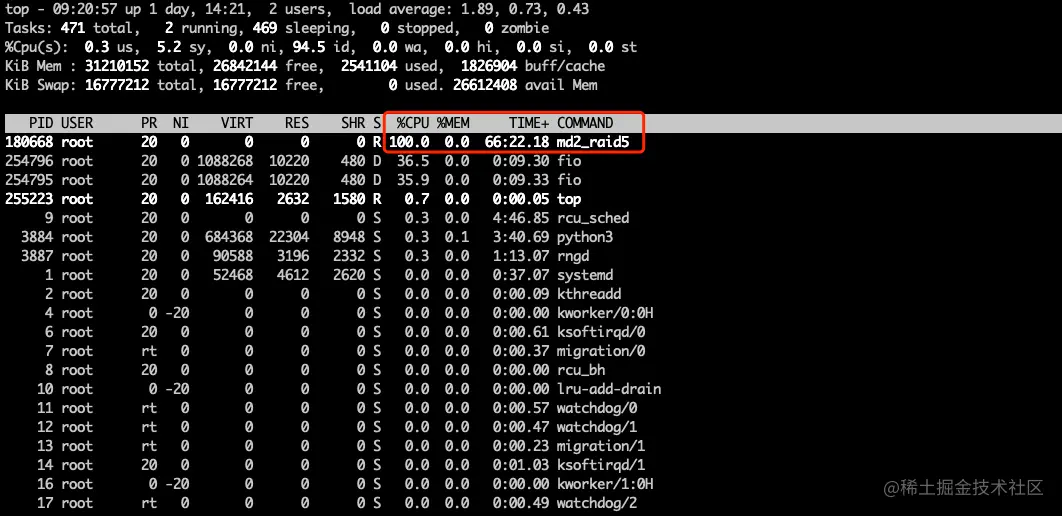 top - 09:20:57 up 1 day, 14:21,  2 users,  load average: 1.89, 0.73, 0.43
Tasks: 471 total,   2 running, 469 sleeping,   0 stopped,   0 zombie
%Cpu(s):  0.3 us,  5.2 sy,  0.0 ni, 94.5 id,  0.0 wa,  0.0 hi,  0.0 si,  0.0 st
KiB Mem : 31210152 total, 26842144 free,  2541104 used,  1826904 buff/cache
KiB Swap: 16777212 total, 16777212 free,        0 used. 26612408 avail Mem
PID USER      PR  NI    VIRT    RES    SHR S  %CPU %MEM     TIME+ COMMAND
180668 root      20   0       0      0      0 R 100.0  0.0  66:22.18 md2_raid5
254796 root      20   0 1088268  10220    480 D  36.5  0.0   0:09.30 fio
254795 root      20   0 1088264  10220    480 D  35.9  0.0   0:09.33 fio
255223 root      20   0  162416   2632   1580 R   0.7  0.0   0:00.05 top
9 root      20   0       0      0      0 S   0.3  0.0   4:46.85 rcu_sched
3884 root      20   0  684368  22304   8948 S   0.3  0.1   3:40.69 python3
3887 root      20   0   90588   3196   2332 S   0.3  0.0   1:13.07 rngd
1 root      20   0   52468   4612   2620 S   0.0  0.0   0:37.07 systemd
2 root      20   0       0      0      0 S   0.0  0.0   0:00.09 kthreadd
4 root       0 -20       0      0      0 S   0.0  0.0   0:00.00 kworker/0:0H
6 root      20   0       0      0      0 S   0.0  0.0   0:00.61 ksoftirqd/0
7 root      rt   0       0      0      0 S   0.0  0.0   0:00.37 migration/0
8 root      20   0       0      0      0 S   0.0  0.0   0:00.00 rcu_bh
10 root       0 -20       0      0      0 S   0.0  0.0   0:00.00 lru-add-drain
11 root      rt   0       0      0      0 S   0.0  0.0   0:00.57 watchdog/0
12 root      rt   0       0      0      0 S   0.0  0.0   0:00.47 watchdog/1
13 root      rt   0       0      0      0 S   0.0  0.0   0:00.23 migration/1
14 root      20   0       0      0      0 S   0.0  0.0   0:01.03 ksoftirqd/1
16 root       0 -20       0      0      0 S   0.0  0.0   0:00.00 kworker/1:0H
17 root      rt   0       0      0      0 S   0.0  0.0   0:00.49 watchdog/2
@稀土掘金技术社区